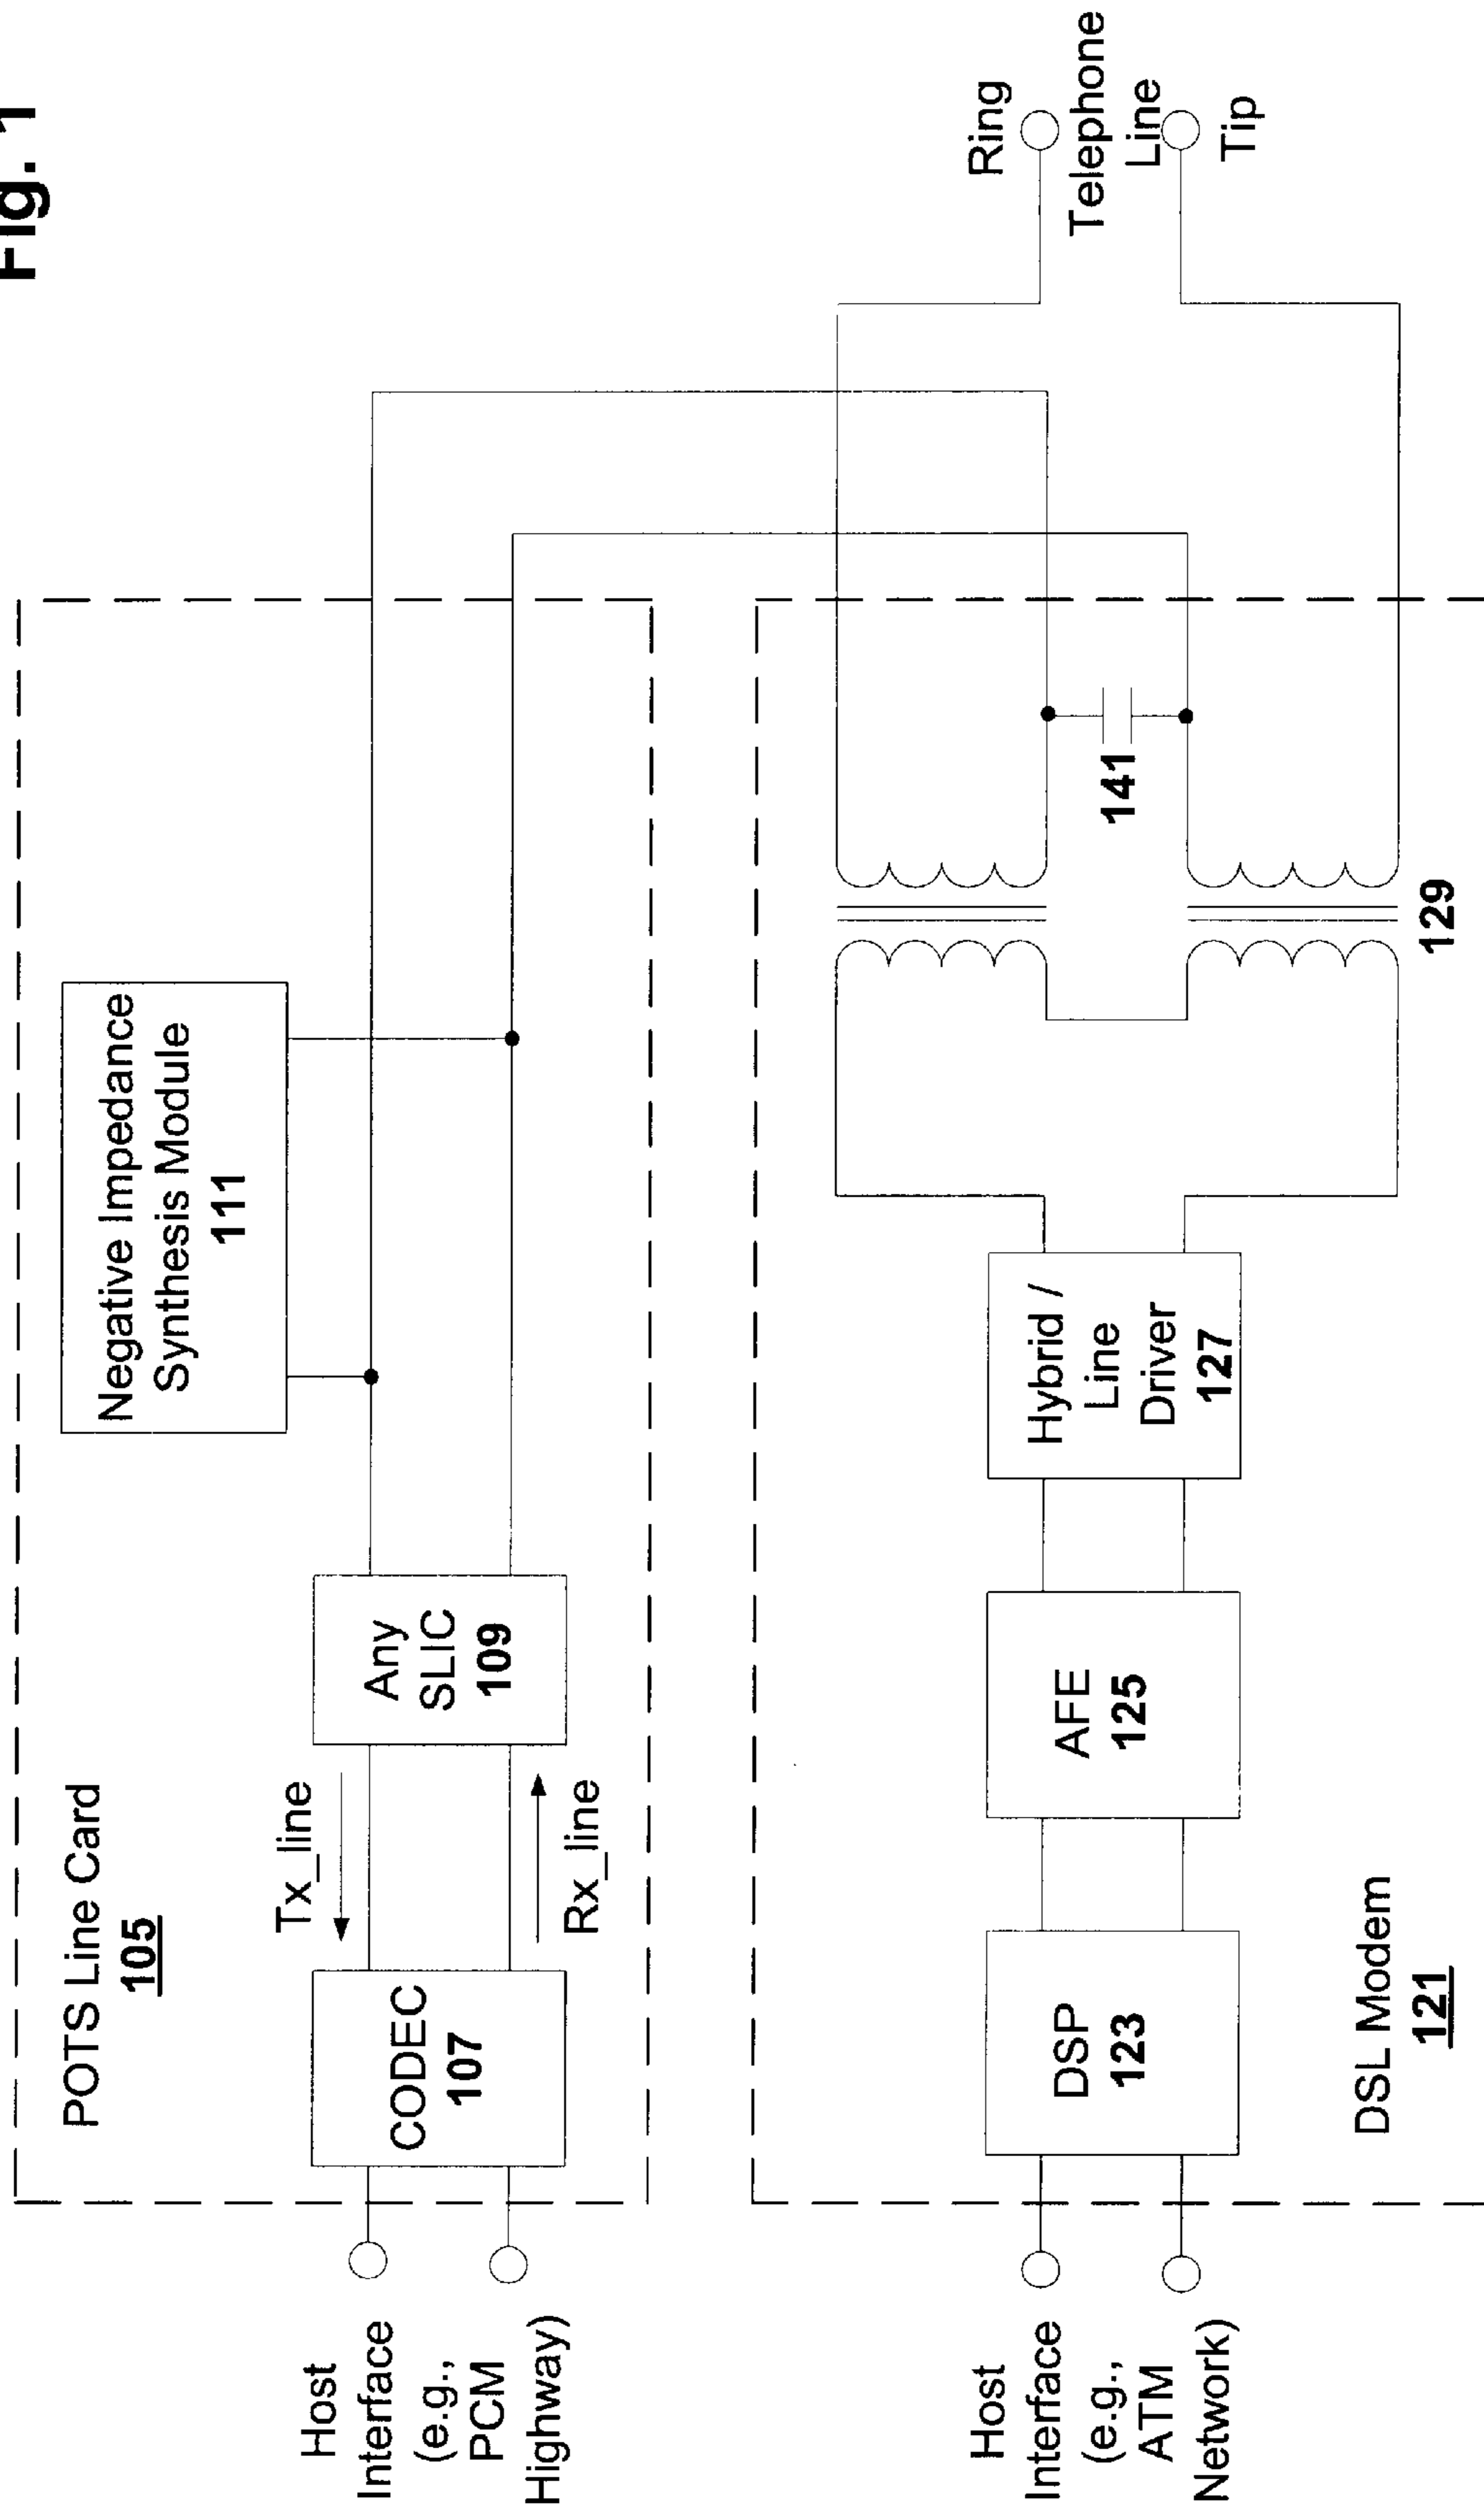 Fig. 1
POTS Line Card
105
Negative Impedance
Synthesis Module
111
Host
Interface
(e.g.,
PCM
Highway)
CODEC
107
Tx_line
Rx_line
Any
SLIC
109
Ring
Telephone
Line
Tip
Host
Interface
(e.g.,
ATM
Network)
DSP
123
AFE
125
Hybrid /
Line
Driver
127
141
129
DSL Modem
121